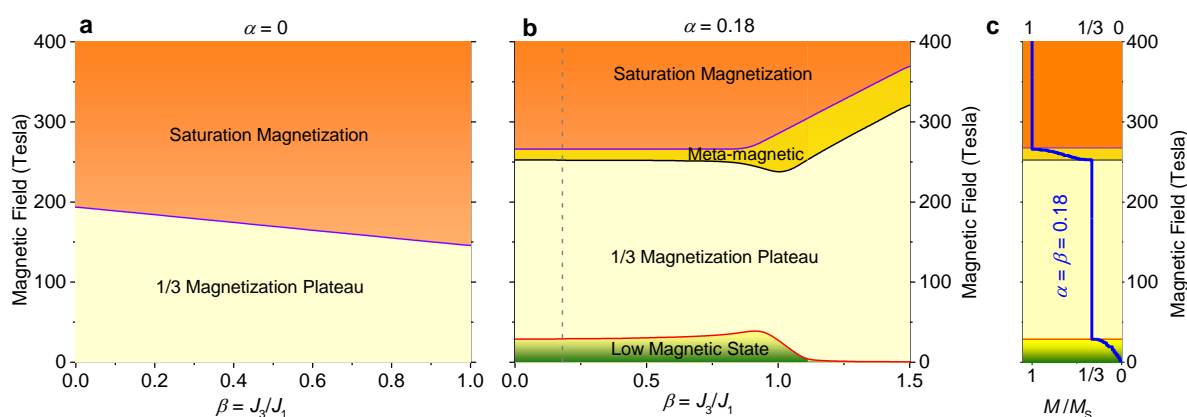 a
α = 0
400
300
200
100
0
Magnetic Field (Tesla)
Saturation Magnetization
1/3 Magnetization Plateau
0.0 0.2 0.4 0.6 0.8 1.0
β = J3/J1
b
α = 0.18
400
300
200
100
0
Magnetic Field (Tesla)
Saturation Magnetization
Meta-magnetic
1/3 Magnetization Plateau
Low Magnetic State
0.0 0.5 1.0 1.5
β = J3/J1
c
1 1/3 0
400
300
200
100
0
Magnetic Field (Tesla)
α = β = 0.18
1 1/3 0
M/MS